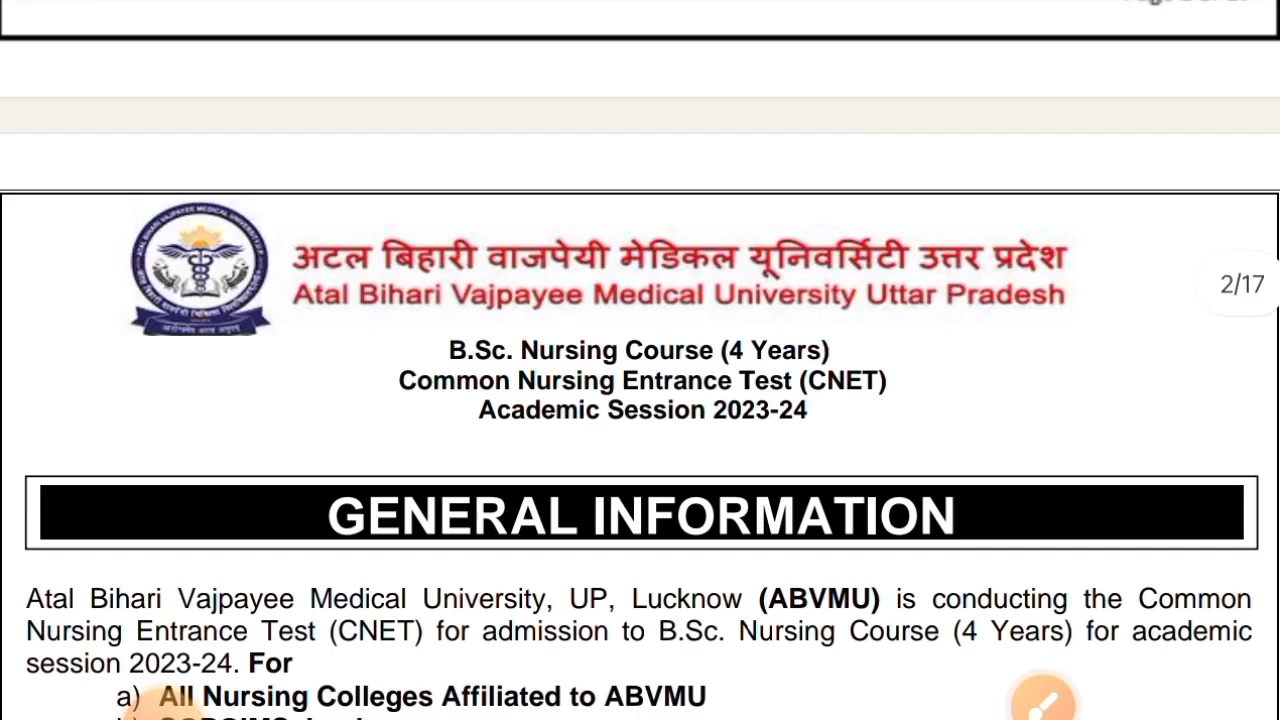 अटल बिहारी वाजपेयी मेडिकल यूनिवर्सिटी उत्तर प्रदेश
Atal Bihari Vajpayee Medical University Uttar Pradesh
2/17
B.Sc. Nursing Course (4 Years)
Common Nursing Entrance Test (CNET)
Academic Session 2023-24
GENERAL INFORMATION
Atal Bihari Vajpayee Medical University, UP, Lucknow (ABVMU) is conducting the Common
Nursing Entrance Test (CNET) for admission to B.Sc. Nursing Course (4 Years) for academic
session 2023-24. For
a) All Nursing Colleges Affiliated to ABVMU